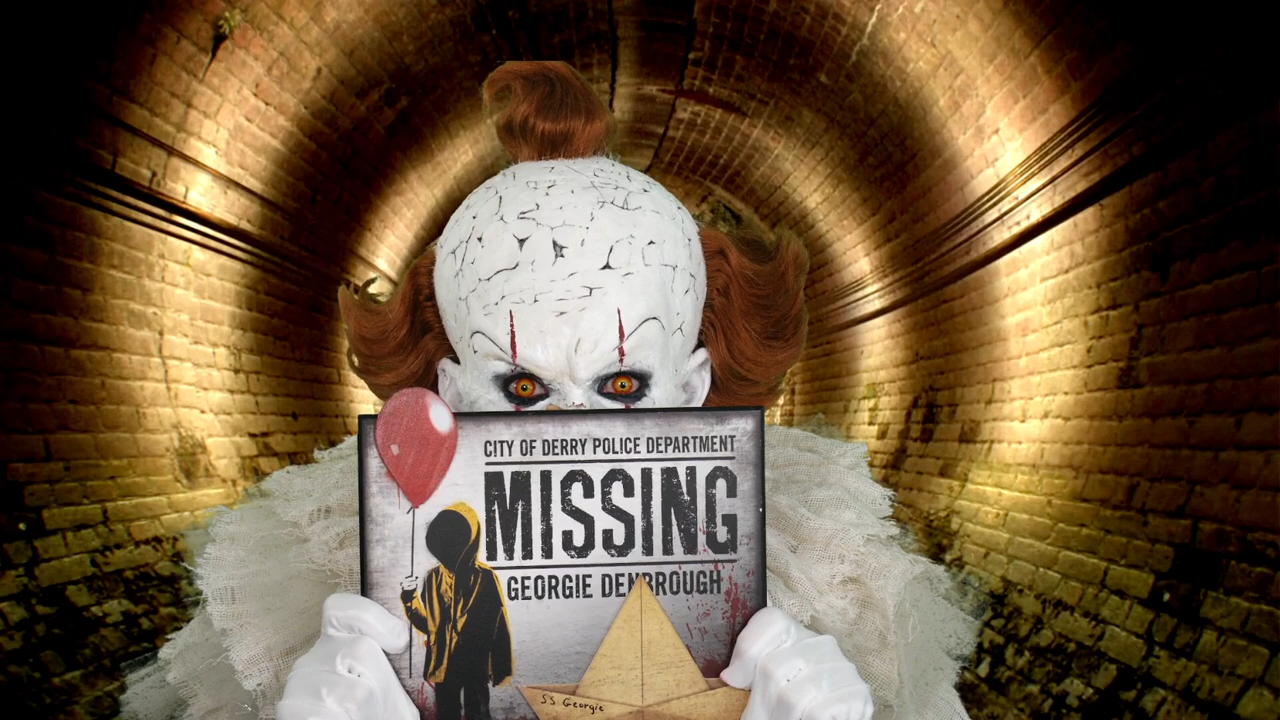 CITY OF DERRY POLICE DEPARTMENT
MISSING
GEORGIE DENBROUGH
SS Georgie